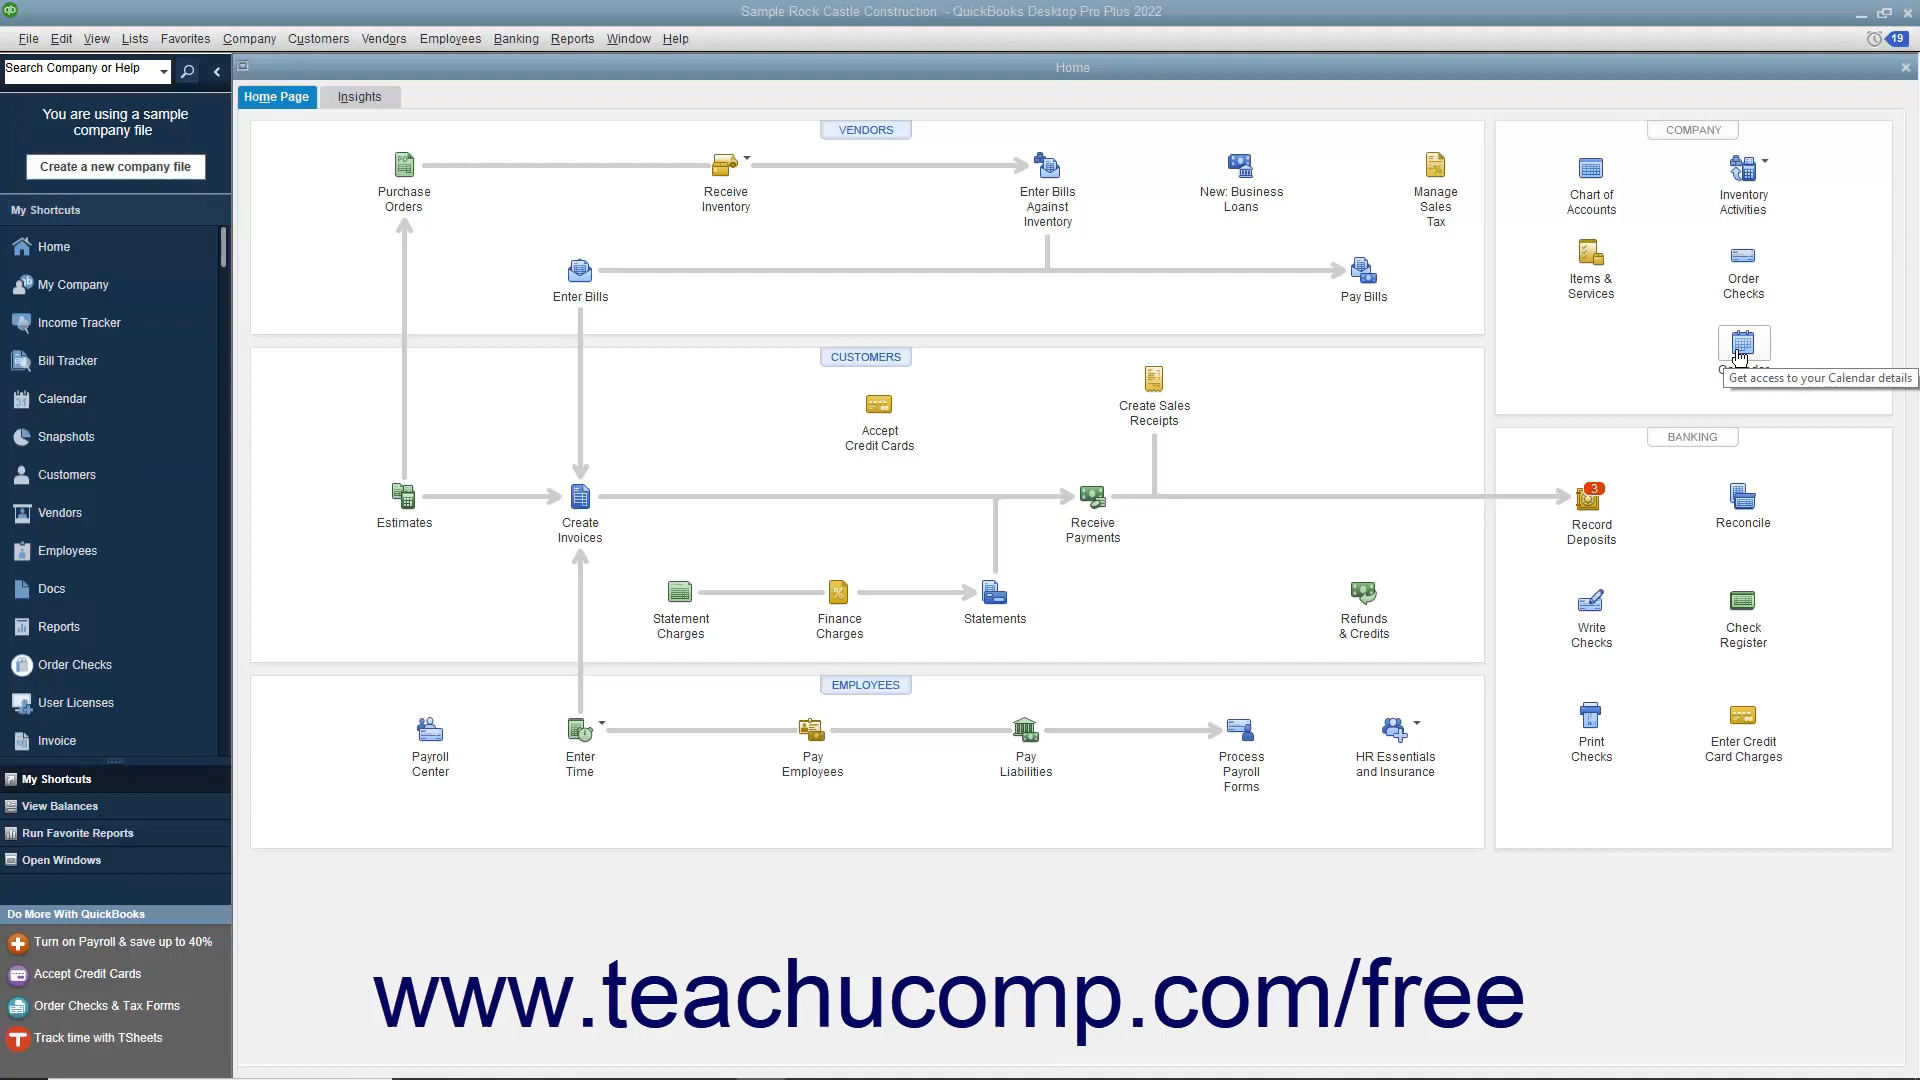 qb
Sample Rock Castle Construction - QuickBooks Desktop Pro Plus 2022
File Edit View Lists Favorites Company Customers Vendors Employees Banking Reports Window Help
19
Search Company or Help
Home
Home Page Insights
You are using a sample
company file
Create a new company file
My Shortcuts
Home
My Company
Income Tracker
Bill Tracker
Calendar
Snapshots
Customers
Vendors
Employees
Docs
Reports
Order Checks
User Licenses
Invoice
My Shortcuts
View Balances
Run Favorite Reports
Open Windows
Do More With QuickBooks
Turn on Payroll & save up to 40%
Accept Credit Cards
Order Checks & Tax Forms
Track time with TSheets
VENDORS
Purchase
Orders
Receive
Inventory
Enter Bills
Against
Inventory
New: Business
Loans
Manage
Sales
Tax
Enter Bills
Pay Bills
CUSTOMERS
Accept
Credit Cards
Create Sales
Receipts
Estimates
Create
Invoices
Receive
Payments
Statement
Charges
Finance
Charges
Statements
Refunds
& Credits
EMPLOYEES
Payroll
Center
Enter
Time
Pay
Employees
Pay
Liabilities
Process
Payroll
Forms
HR Essentials
and Insurance
COMPANY
Chart of
Accounts
Inventory
Activities
Items &
Services
Order
Checks
Get access to your Calendar details
BANKING
3
Record
Deposits
Reconcile
Write
Checks
Check
Register
Print
Checks
Enter Credit
Card Charges
www.teachucomp.com/free